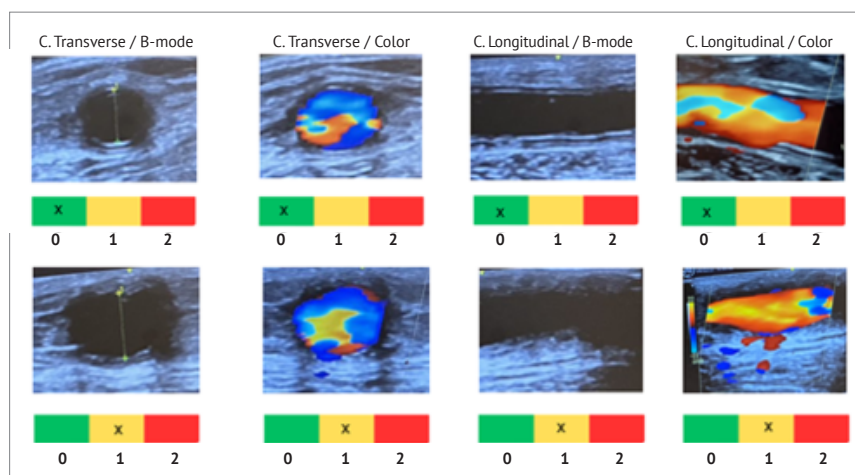 C. Transverse / B-mode C. Transverse / Color C. Longitudinal / B-mode C. Longitudinal / Color
X X X X
0 1 2 0 1 2 0 1 2 0 1 2
X X X X
0 1 2 0 1 2 0 1 2 0 1 2